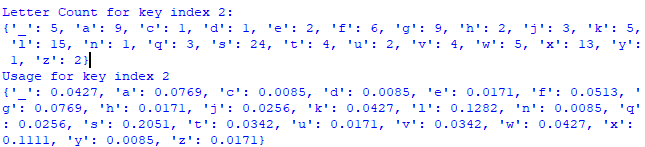 Letter Count for key index 2:
{'_': 5, 'a': 9, 'c': 1, 'd': 1, 'e': 2, 'f': 6, 'g': 9, 'h': 2, 'j': 3, 'k': 5,
'l': 15, 'n': 1, 'q': 3, 's': 24, 't': 4, 'u': 2, 'v': 4, 'w': 5, 'x': 13, 'y':
1, 'z': 2}
Usage for key index 2
{'_': 0.0427, 'a': 0.0769, 'c': 0.0085, 'd': 0.0085, 'e': 0.0171, 'f': 0.0513, '
g': 0.0769, 'h': 0.0171, 'j': 0.0256, 'k': 0.0427, 'l': 0.1282, 'n': 0.0085, 'q'
: 0.0256, 's': 0.2051, 't': 0.0342, 'u': 0.0171, 'v': 0.0342, 'w': 0.0427, 'x':
0.1111, 'y': 0.0085, 'z': 0.0171}